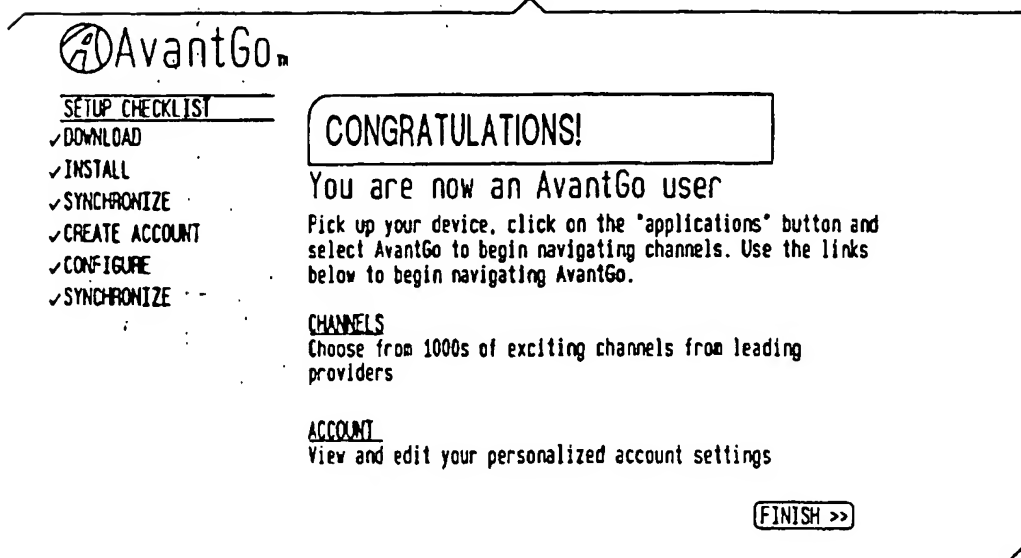 AvantGo™
SETUP CHECKLIST
✓DOWNLOAD
✓INSTALL
✓SYNCHRONIZE
✓CREATE ACCOUNT
✓CONFIGURE
✓SYNCHRONIZE
CONGRATULATIONS!
You are now an AvantGo user
Pick up your device, click on the "applications" button and
select AvantGo to begin navigating channels. Use the links
below to begin navigating AvantGo.
CHANNELS
Choose from 1000s of exciting channels from leading
providers
ACCOUNT
View and edit your personalized account settings
FINISH >>